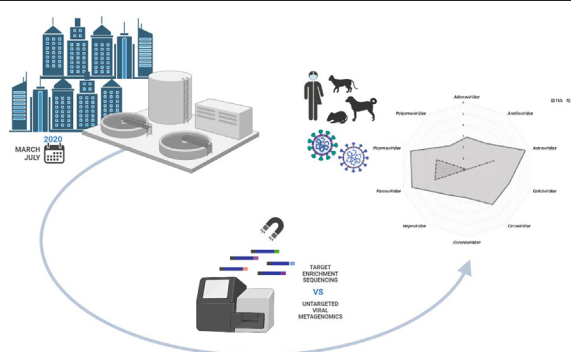 2020
MARCH
JULY
TARGET
ENRICHMENT
SEQUENCING
VS
UNTARGETED
VIRAL
METAGENOMICS
Adenoviridae
Anelloviridae
Astroviridae
Caliciviridae
Circoviridae
Coronaviridae
Hepeviridae
Parvoviridae
Picornaviridae
Polyomaviridae
TES